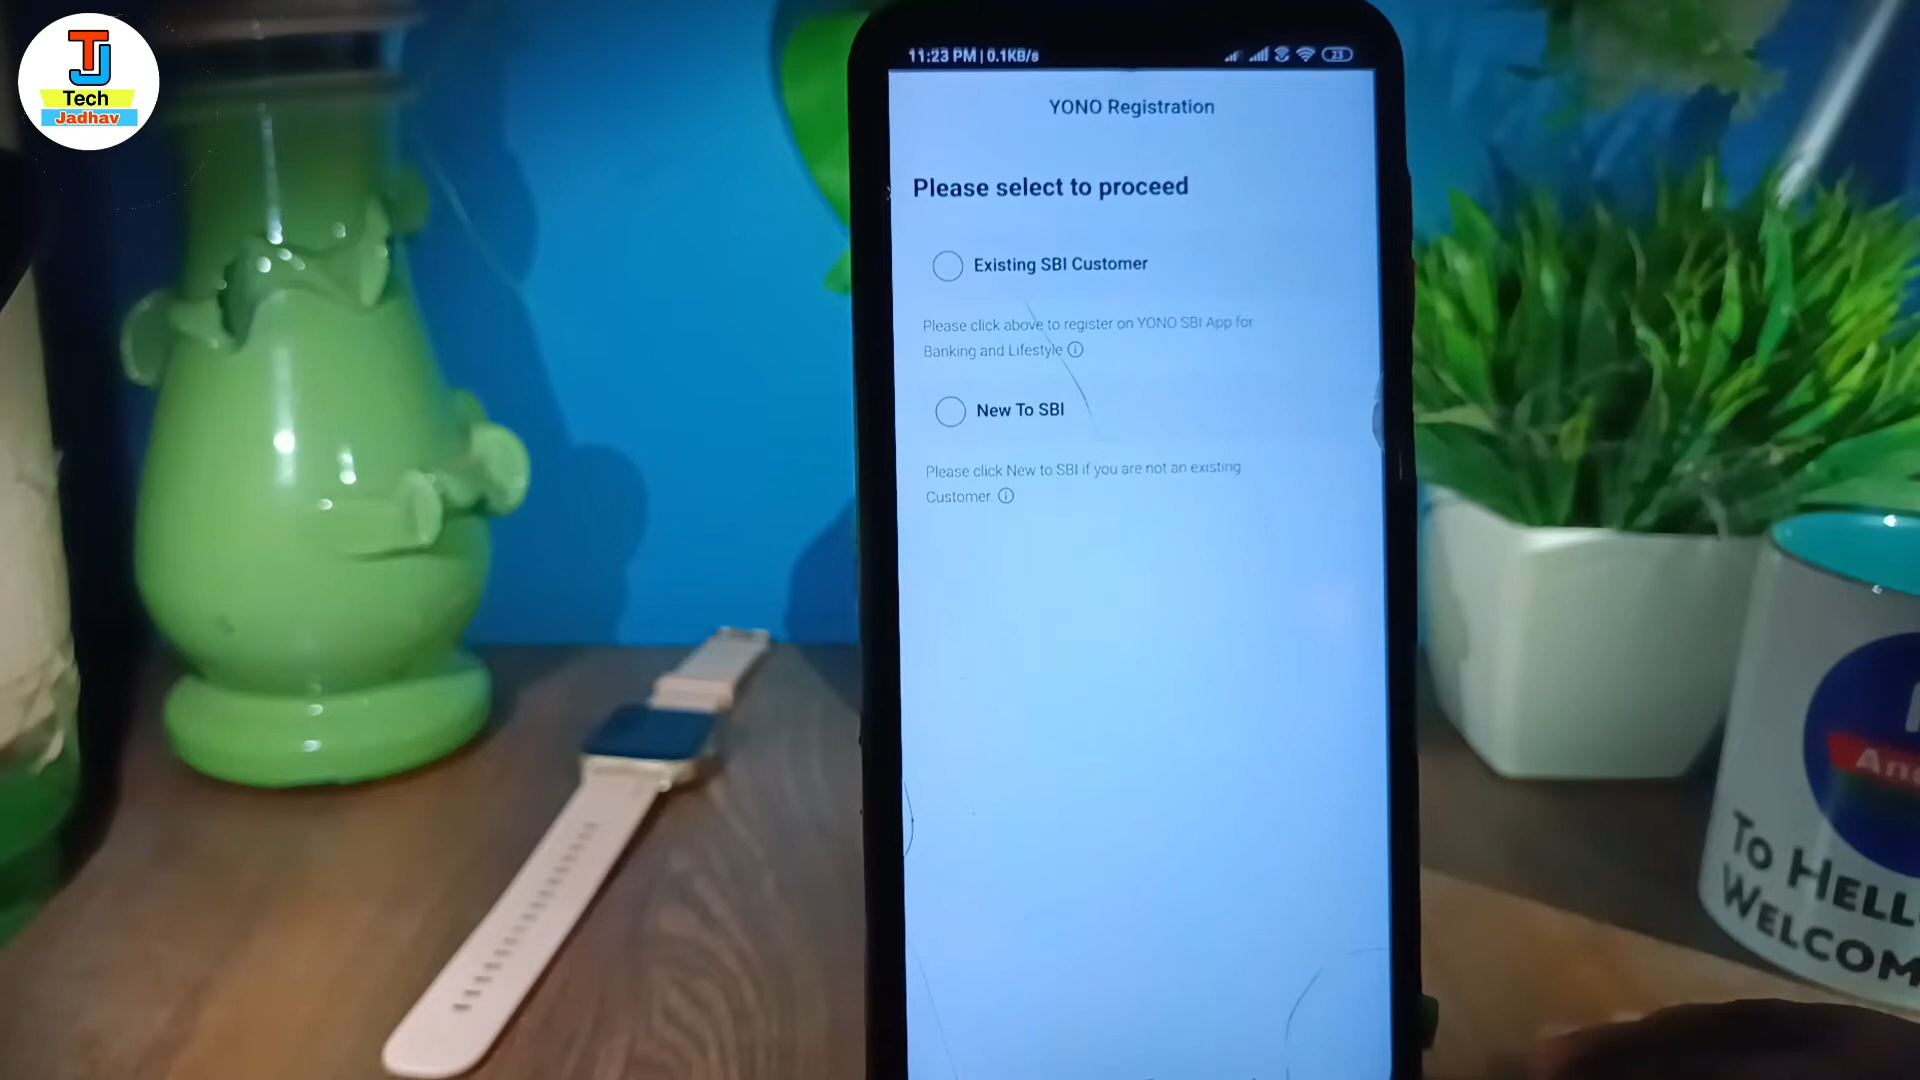 TJ
Tech
Jadhav
11:23 PM | 0.1KB/s
23
YONO Registration
Please select to proceed
Existing SBI Customer
Please click above to register on YONO SBI App for
Banking and Lifestyle
New To SBI
Please click New to SBI if you are not an existing
Customer.
To HELL
WELCOM